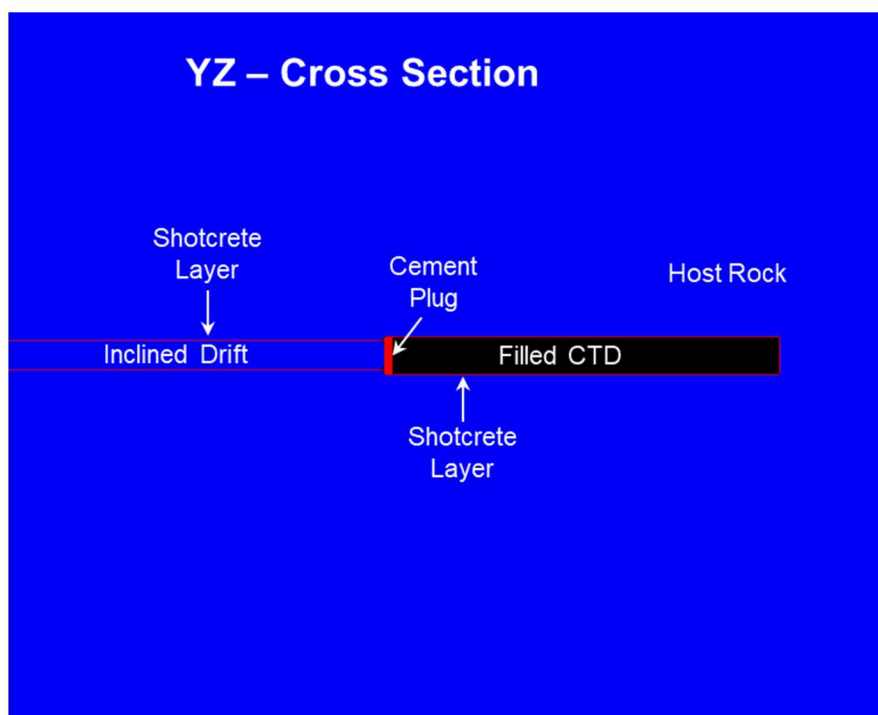 YZ – Cross Section
Shotcrete
Layer
Cement
Plug
Host Rock
Inclined Drift
Filled CTD
Shotcrete
Layer